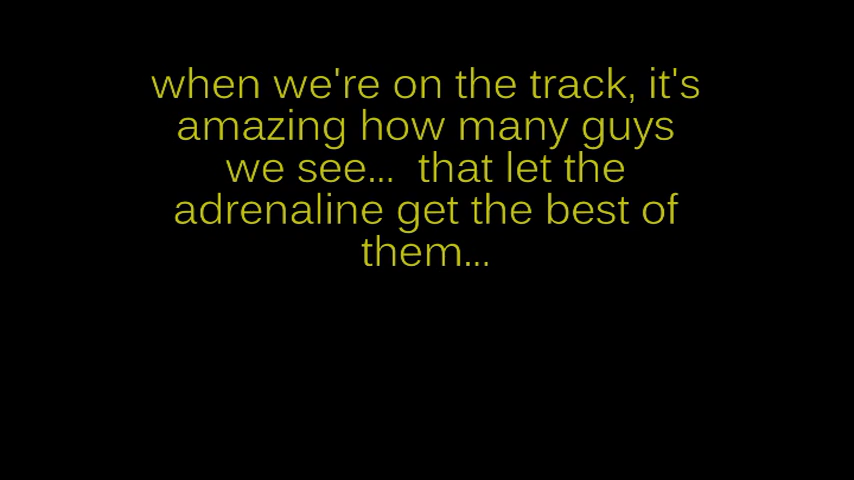 when we're on the track, it's
amazing how many guys
we see...  that let the
adrenaline get the best of
them...